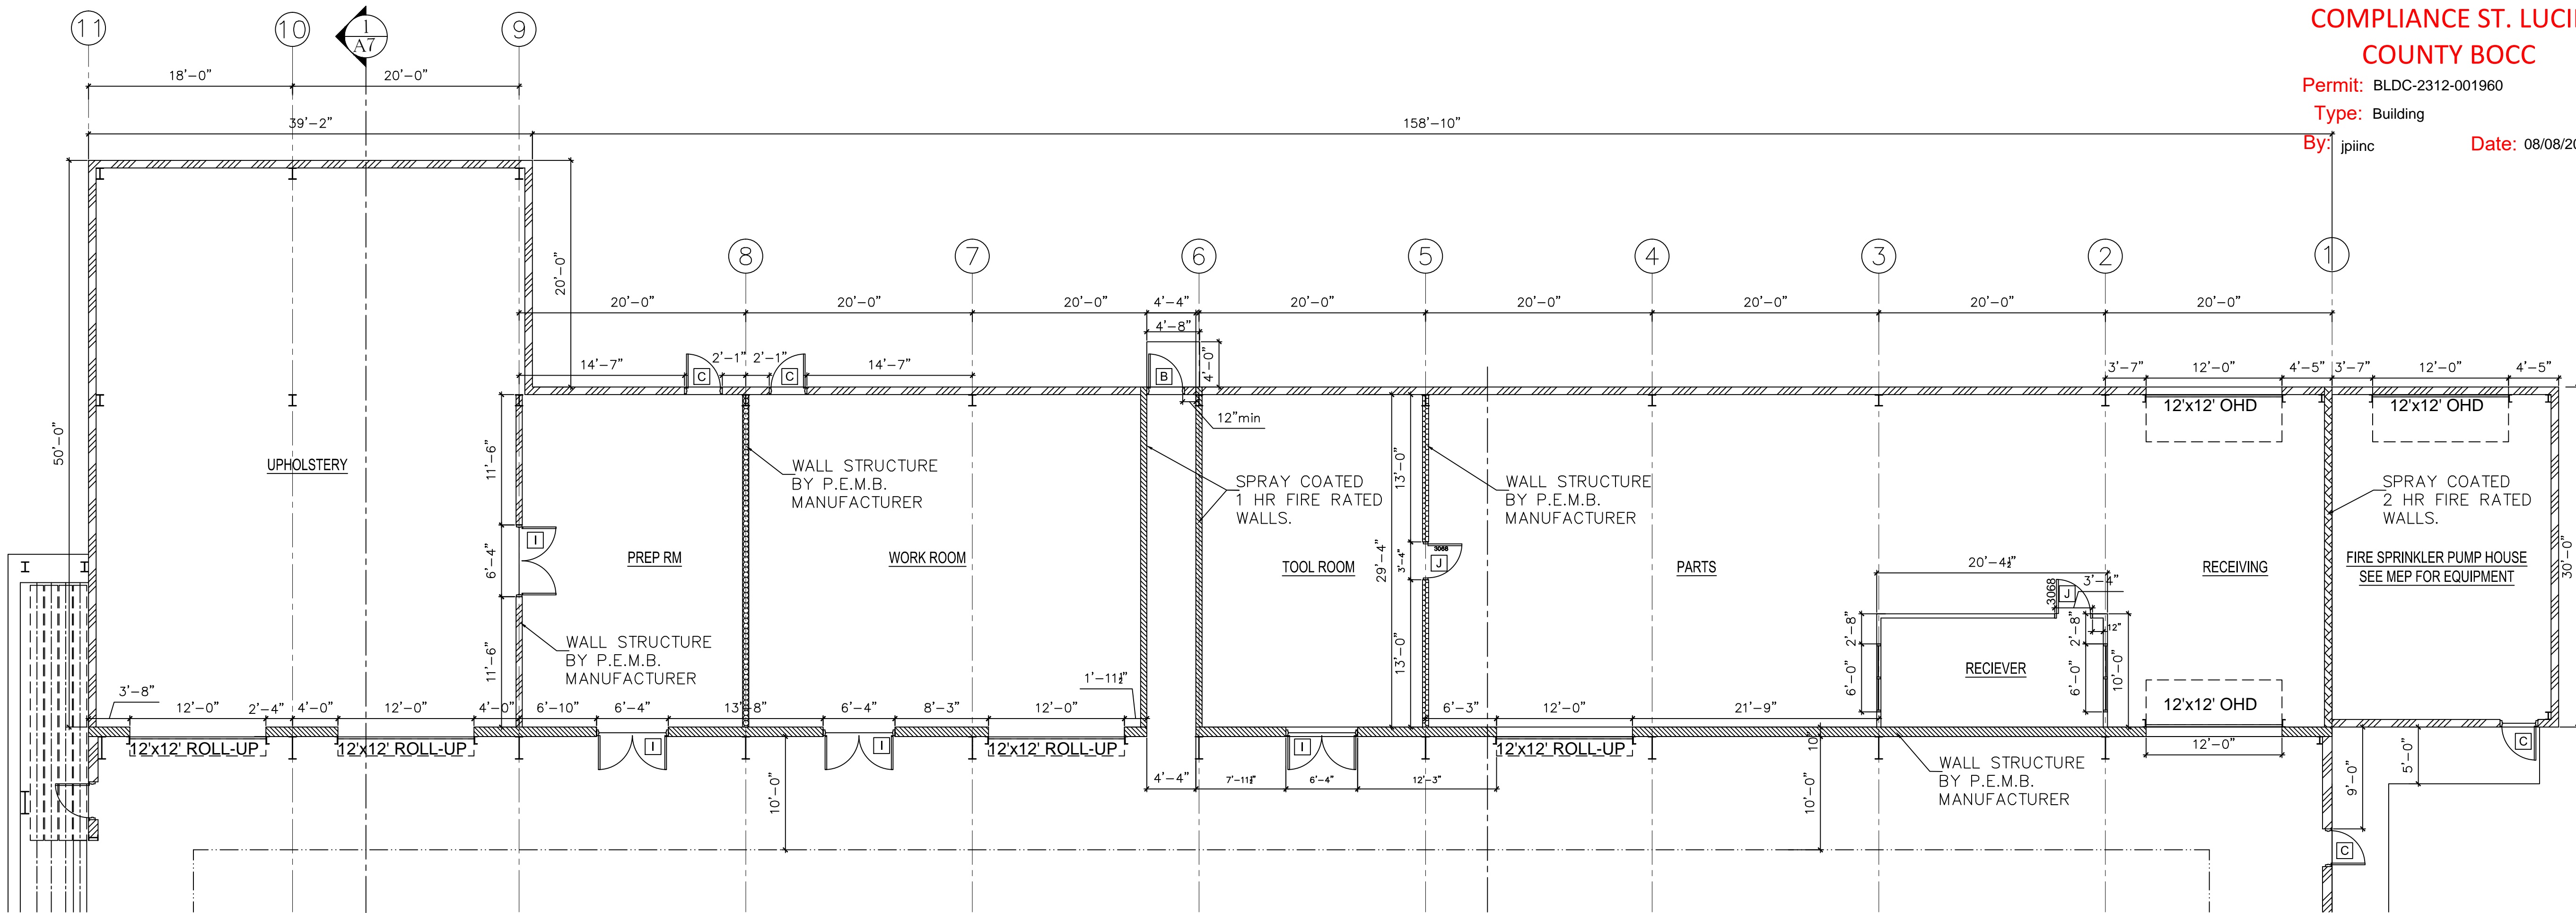 COMPLIANCE ST. LUCI
COUNTY BOCC
Permit: BLDC-2312-001960
Type: Building
By: jpiinc Date: 08/08/20
11
10
1
A7
9
18'-0"
20'-0"
39'-2"
158'-10"
8
7
6
5
4
3
2
1
50'-0"
20'-0"
20'-0"
20'-0"
20'-0"
4'-4"
20'-0"
20'-0"
20'-0"
20'-0"
20'-0"
4'-8"
4'-0"
14'-7"
2'-1"
2'-1"
14'-7"
3'-7"
12'-0"
4'-5"
3'-7"
12'-0"
4'-5"
C
C
B
12"min
12'x12' OHD
12'x12' OHD
UPHOLSTERY
11'-6"
6'-4"
11'-6"
I
WALL STRUCTURE
BY P.E.M.B.
MANUFACTURER
PREP RM
WALL STRUCTURE
BY P.E.M.B.
MANUFACTURER
WORK ROOM
SPRAY COATED
1 HR FIRE RATED
WALLS.
TOOL ROOM
29'-4"
13'-0"
3'-4"
13'-0"
3068
J
WALL STRUCTURE
BY P.E.M.B.
MANUFACTURER
PARTS
20'-4½"
3'-4"
3068
J
12"
2'-8"
6'-0"
2'-8"
6'-0"
10'-0"
RECIEVER
RECEIVING
SPRAY COATED
2 HR FIRE RATED
WALLS.
FIRE SPRINKLER PUMP HOUSE
SEE MEP FOR EQUIPMENT
30'-0"
3'-8"
12'-0"
2'-4"
4'-0"
12'-0"
4'-0"
6'-10"
6'-4"
13'-8"
6'-4"
8'-3"
12'-0"
1'-11½"
6'-3"
12'-0"
21'-9"
12'x12' OHD
12'-0"
12'x12' ROLL-UP
12'x12' ROLL-UP
I
I
12'x12' ROLL-UP
I
12'x12' ROLL-UP
10"
C
4'-4"
7'-11½"
6'-4"
12'-3"
10'-0"
10'-0"
WALL STRUCTURE
BY P.E.M.B.
MANUFACTURER
9'-0"
5'-0"
C